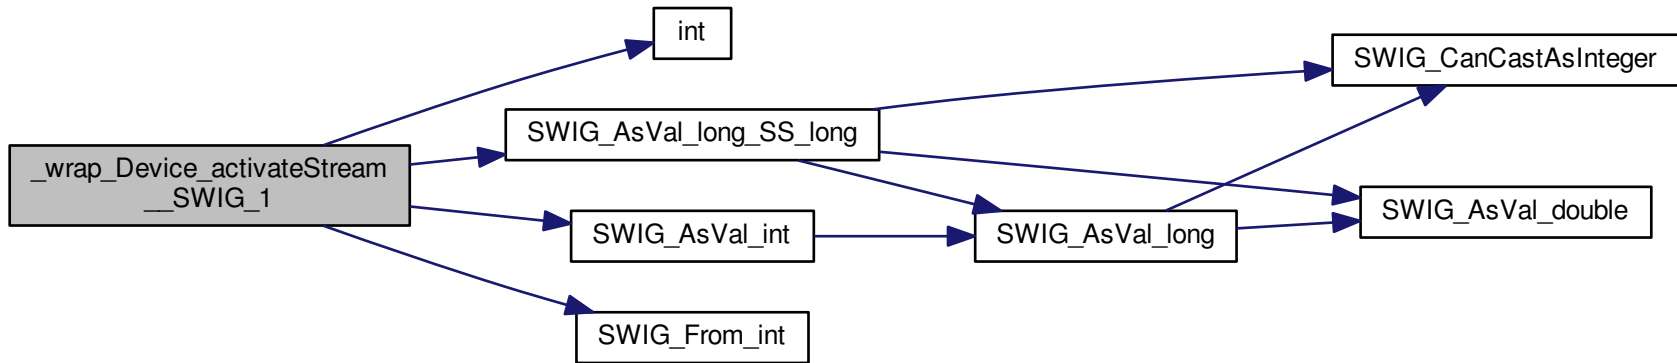 int
SWIG_CanCastAsInteger
SWIG_AsVal_long_SS_long
_wrap_Device_activateStream
__SWIG_1
SWIG_AsVal_double
SWIG_AsVal_int
SWIG_AsVal_long
SWIG_From_int